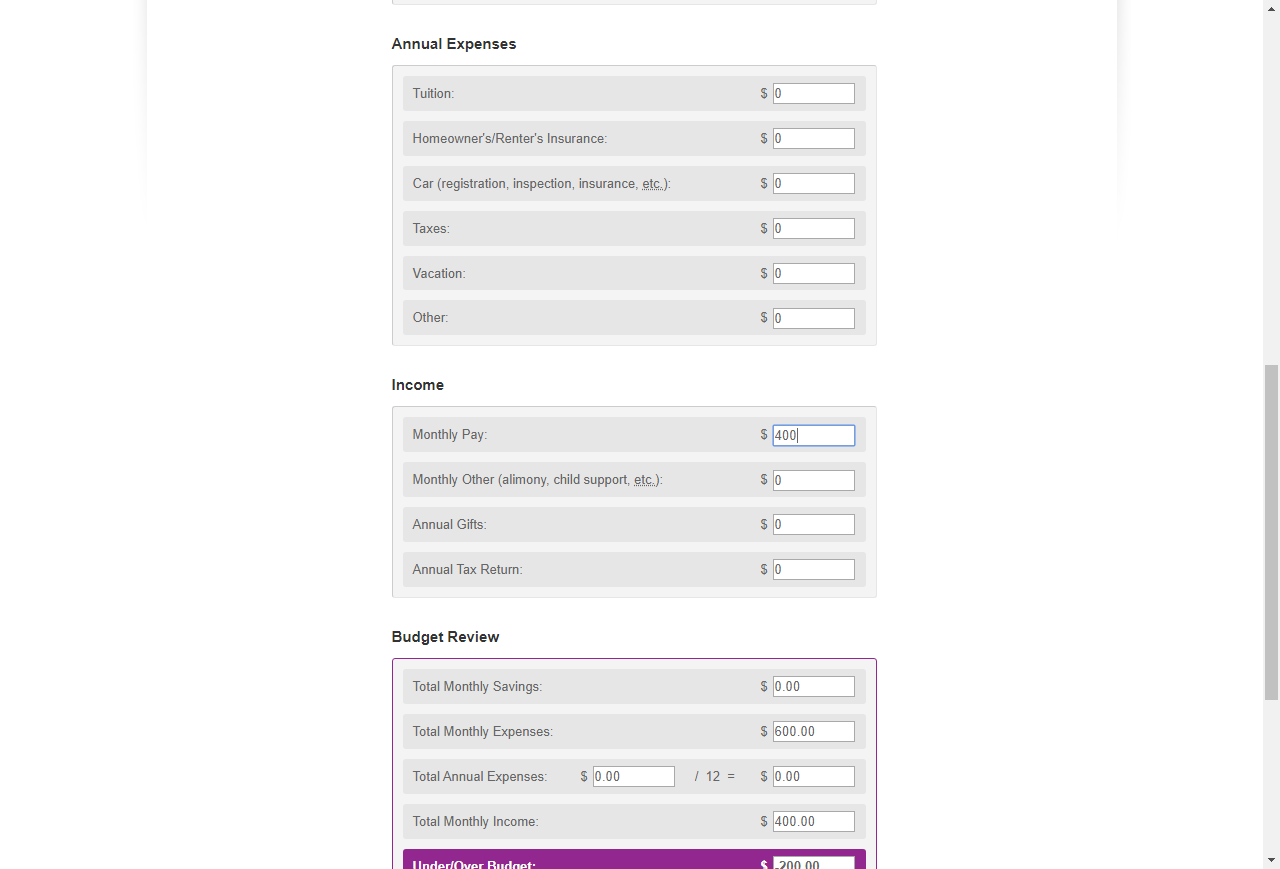 Annual Expenses
Tuition: $ 0
Homeowner's/Renter's Insurance: $ 0
Car (registration, inspection, insurance, etc.): $ 0
Taxes: $ 0
Vacation: $ 0
Other: $ 0
Income
Monthly Pay: $ 400
Monthly Other (alimony, child support, etc.): $ 0
Annual Gifts: $ 0
Annual Tax Return: $ 0
Budget Review
Total Monthly Savings: $ 0.00
Total Monthly Expenses: $ 600.00
Total Annual Expenses: $ 0.00 / 12 = $ 0.00
Total Monthly Income: $ 400.00
Under/Over Budget: $ -200.00